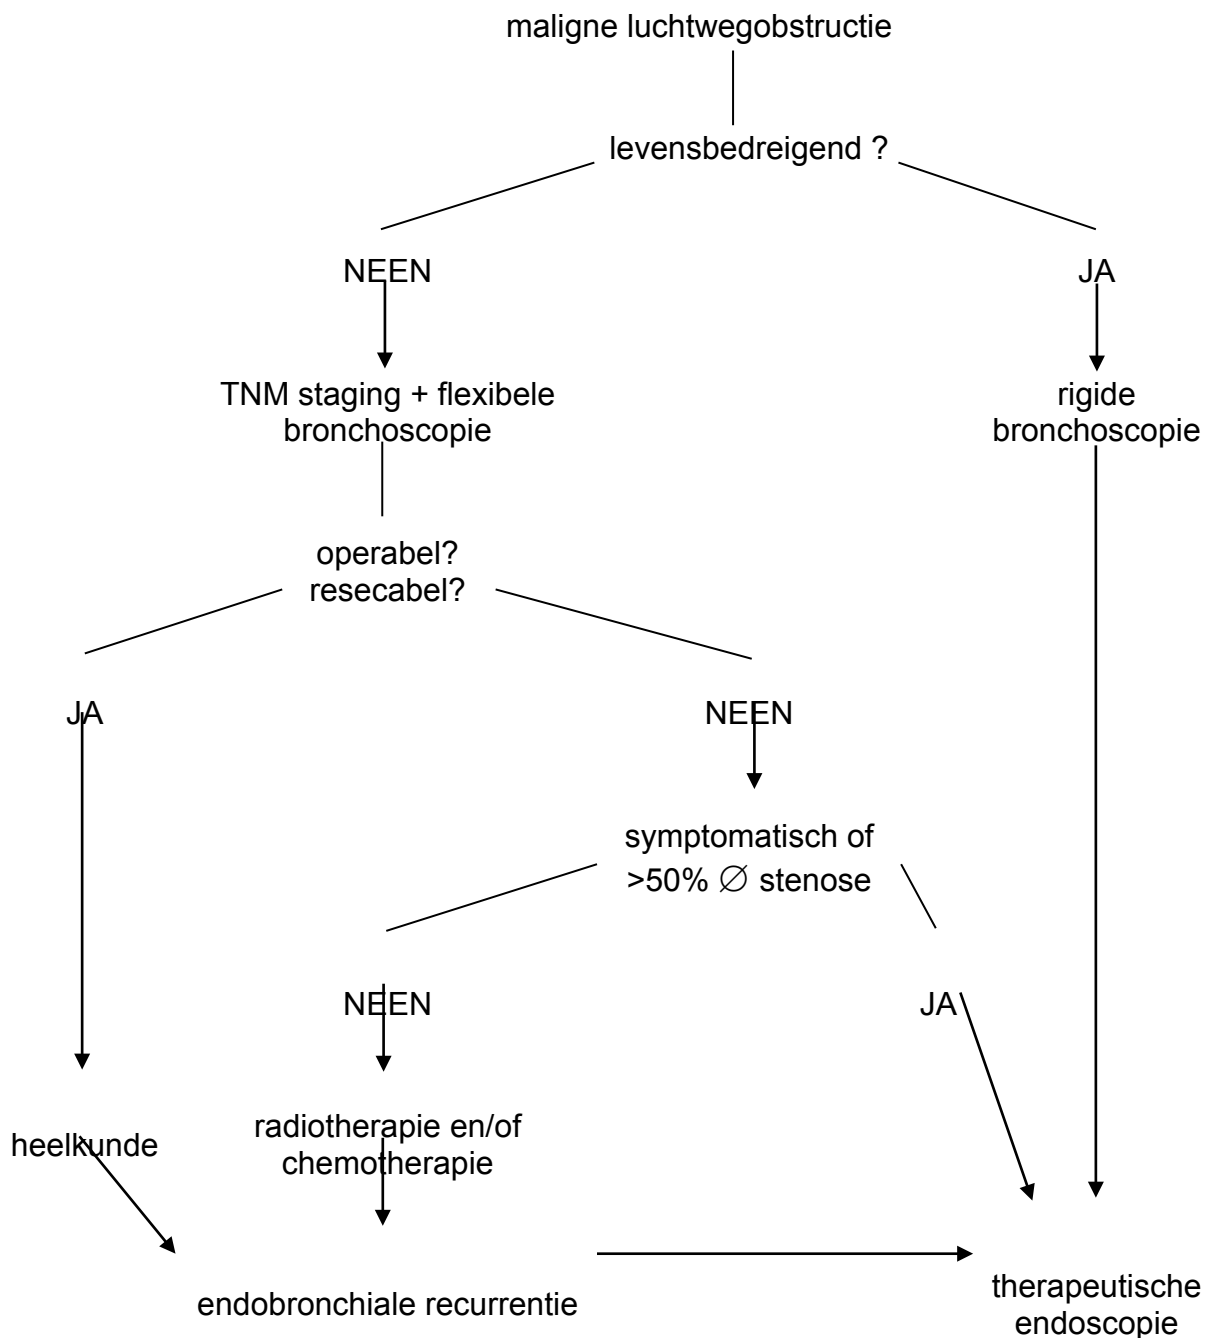 maligne luchtwegobstructie
levensbedreigend ?
NEEN
JA
TNM staging + flexibele
bronchoscopie
rigide
bronchoscopie
operabel?
resecabel?
JA
NEEN
symptomatisch of
>50% ∅ stenose
NEEN
JA
heelkunde
radiotherapie en/of
chemotherapie
endobronchiale recurrentie
therapeutische
endoscopie